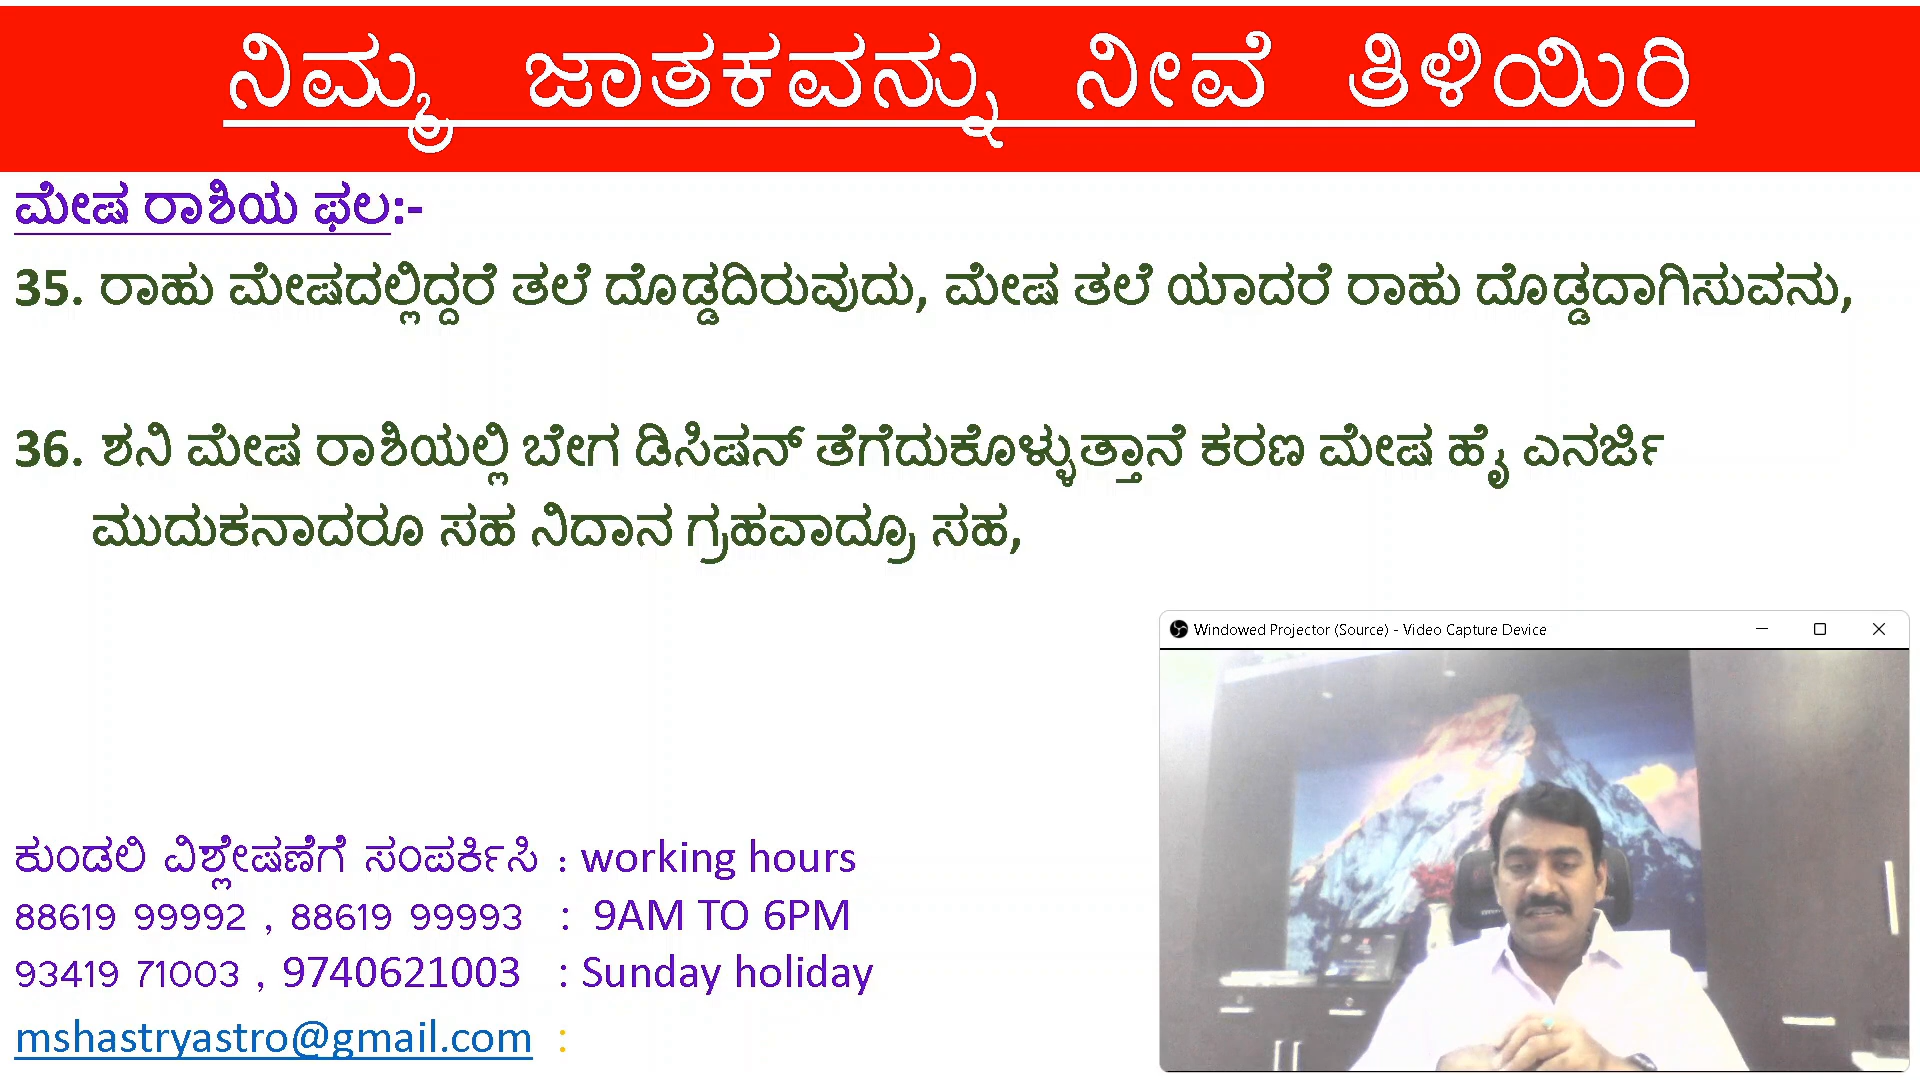 ನಿಮ್ಮ ಜಾತಕವನ್ನು ನೀವೆ ತಿಳಿಯಿರಿ
ಮೇಷ ರಾಶಿಯ ಫಲ:-
35. ರಾಹು ಮೇಷದಲ್ಲಿದ್ದರೆ ತಲೆ ದೊಡ್ಡದಿರುವುದು, ಮೇಷ ತಲೆ ಯಾದರೆ ರಾಹು ದೊಡ್ಡದಾಗಿಸುವನು,
36. ಶನಿ ಮೇಷ ರಾಶಿಯಲ್ಲಿ ಬೇಗ ಡಿಸಿಷನ್ ತೆಗೆದುಕೊಳ್ಳುತ್ತಾನೆ ಕರಣ ಮೇಷ ಹೈ ಎನರ್ಜಿ
ಮುದುಕನಾದರೂ ಸಹ ನಿದಾನ ಗ್ರಹವಾದ್ರೂ ಸಹ,
Windowed Projector (Source) - Video Capture Device
ಕುಂಡಲಿ ವಿಶ್ಲೇಷಣೆಗೆ ಸಂಪರ್ಕಿಸಿ : working hours
88619 99992 , 88619 99993 : 9AM TO 6PM
93419 71003 , 9740621003 : Sunday holiday
mshastryastro@gmail.com :